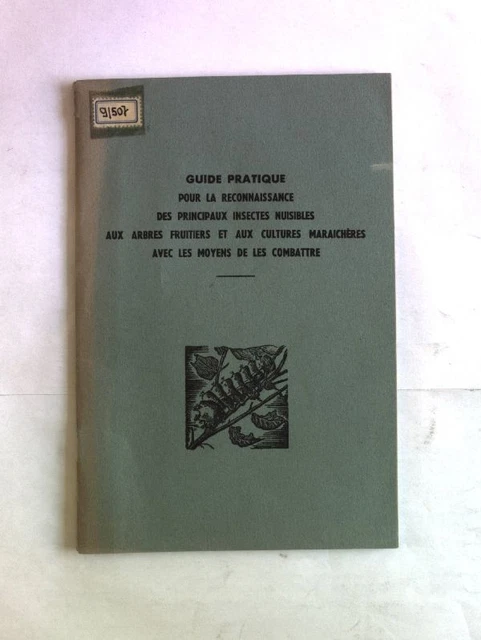 9/507
GUIDE PRATIQUE
POUR LA RECONNAISSANCE
DES PRINCIPAUX INSECTES NUISIBLES
AUX ARBRES FRUITIERS ET AUX CULTURES MARAICHÈRES
AVEC LES MOYENS DE LES COMBATTRE